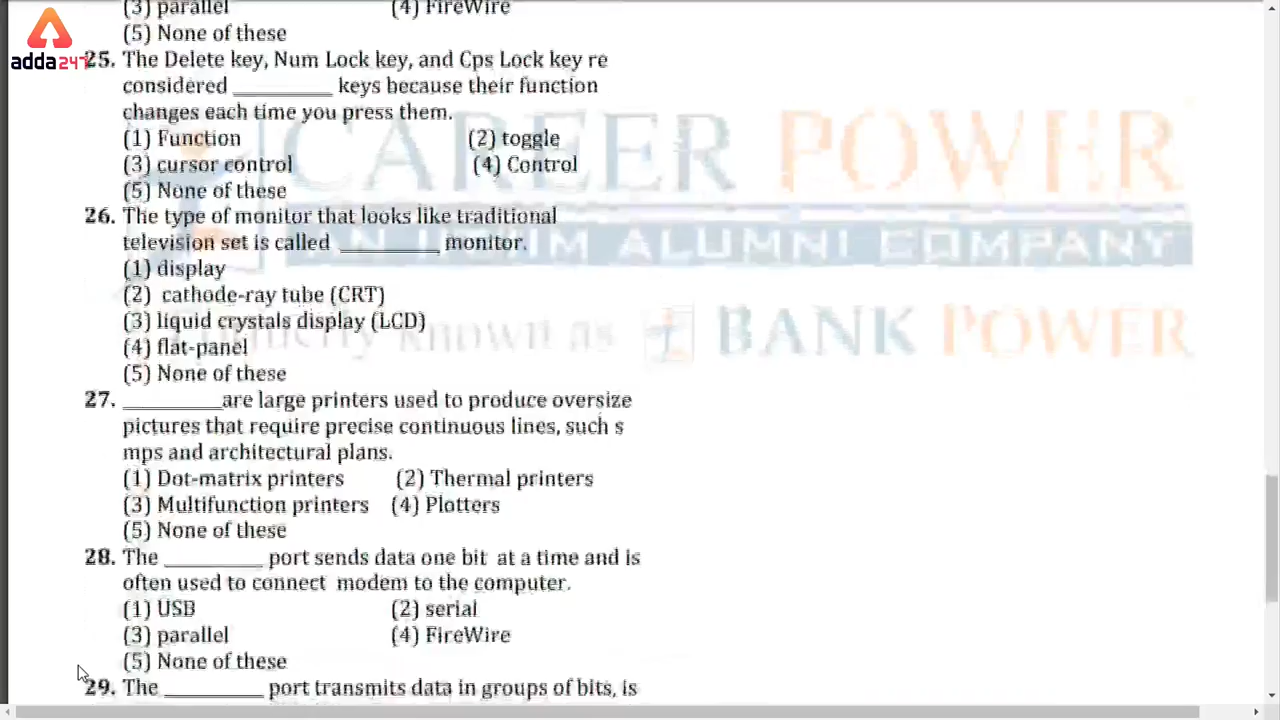 (3) parallel (4) FireWire
(5) None of these
adda247
25. The Delete key, Num Lock key, and Cps Lock key re
considered __________ keys because their function
changes each time you press them.
(1) Function (2) toggle
(3) cursor control (4) Control
(5) None of these
26. The type of monitor that looks like traditional
television set is called __________ monitor.
(1) display
(2) cathode-ray tube (CRT)
(3) liquid crystals display (LCD)
(4) flat-panel
(5) None of these
27. __________are large printers used to produce oversize
pictures that require precise continuous lines, such s
mps and architectural plans.
(1) Dot-matrix printers (2) Thermal printers
(3) Multifunction printers (4) Plotters
(5) None of these
28. The __________ port sends data one bit at a time and is
often used to connect modem to the computer.
(1) USB (2) serial
(3) parallel (4) FireWire
(5) None of these
29. The __________ port transmits data in groups of bits, is
CAREER POWER
AN IIT/IIM ALUMNI COMPANY
Formerly known as BANK POWER